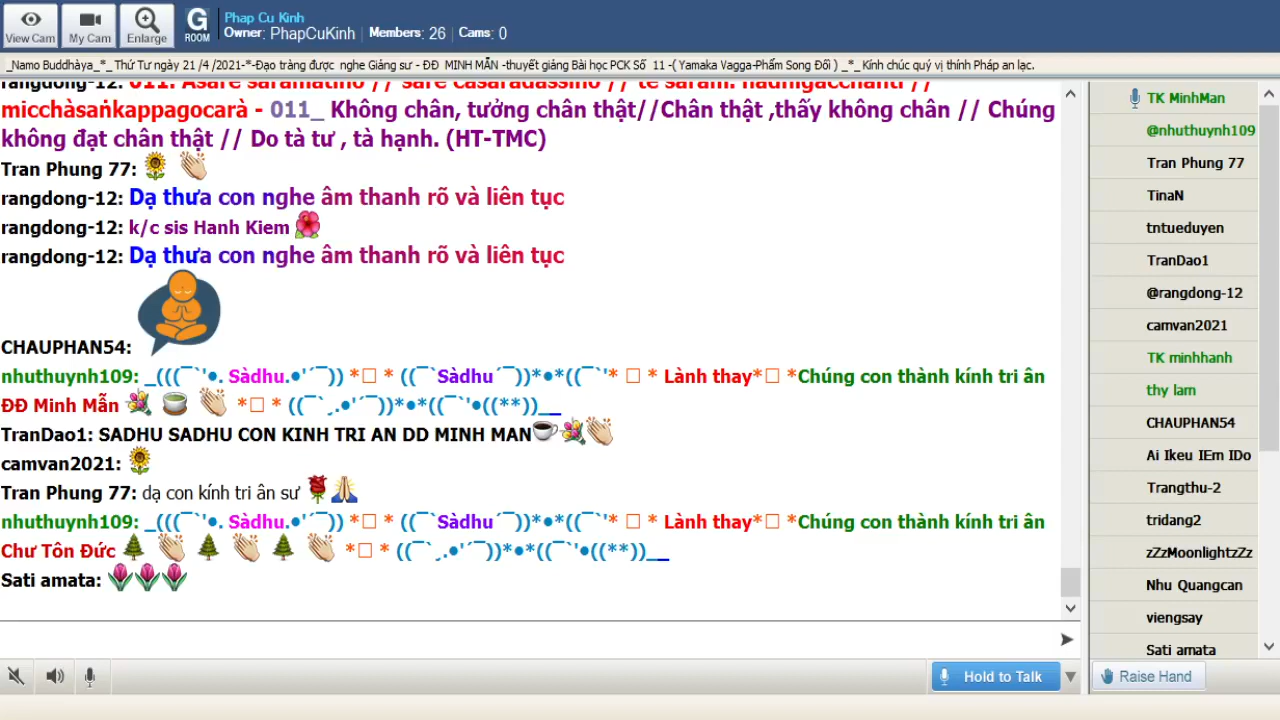 View Cam
My Cam
Enlarge
G
ROOM
Phap Cu Kinh
Owner: PhapCuKinh | Members: 26 | Cams: 0
_Namo Buddhàya_*_ Thứ Tư ngày 21 /4 /2021-*-Đạo tràng được nghe Giảng sư - ĐĐ MINH MẪN -thuyết giảng Bài học PCK Số 11 -( Yamaka Vagga-Phẩm Song Đối ) _*_ Kính chúc quý vị thính Pháp an lạc.
rangdong-12: 011.
micchàsaṅkappagocarà - 011_ Không chân, tưởng chân thật//Chân thật ,thấy không chân // Chúng
không đạt chân thật // Do tà tư , tà hạnh. (HT-TMC)
Tran Phung 77: 🌻 👏
rangdong-12: Dạ thưa con nghe âm thanh rõ và liên tục
rangdong-12: k/c sis Hanh Kiem 🌺
rangdong-12: Dạ thưa con nghe âm thanh rõ và liên tục
CHAUPHAN54:
nhuthuynh109: _(((¯`'•. Sàdhu.•'´¯)) *□ * ((¯`Sàdhu´¯))*•*((¯`'* □ * Lành thay*□ *Chúng con thành kính tri ân
ĐĐ Minh Mẫn 💐 🍵 👏 *□ * ((¯`¸.•'´¯))*•*((¯`'•((**))__
TranDao1: SADHU SADHU CON KINH TRI AN DD MINH MAN☕💐👏
camvan2021: 🌻
Tran Phung 77: dạ con kính tri ân sư 🌹🙏
nhuthuynh109: _(((¯`'•. Sàdhu.•'´¯)) *□ * ((¯`Sàdhu´¯))*•*((¯`'* □ * Lành thay*□ *Chúng con thành kính tri ân
Chư Tôn Đức 🌲 👏 🌲 👏 🌲 👏 *□ * ((¯`¸.•'´¯))*•*((¯`'•((**))__
Sati amata: 🌷🌷🌷
Hold to Talk
TK MinhMan
@nhuthuynh109
Tran Phung 77
TinaN
tntueduyen
TranDao1
@rangdong-12
camvan2021
TK minhhanh
thy lam
CHAUPHAN54
Ai Ikeu IEm IDo
Trangthu-2
tridang2
zZzMoonlightzZz
Nhu Quangcan
viengsay
Sati amata
Raise Hand